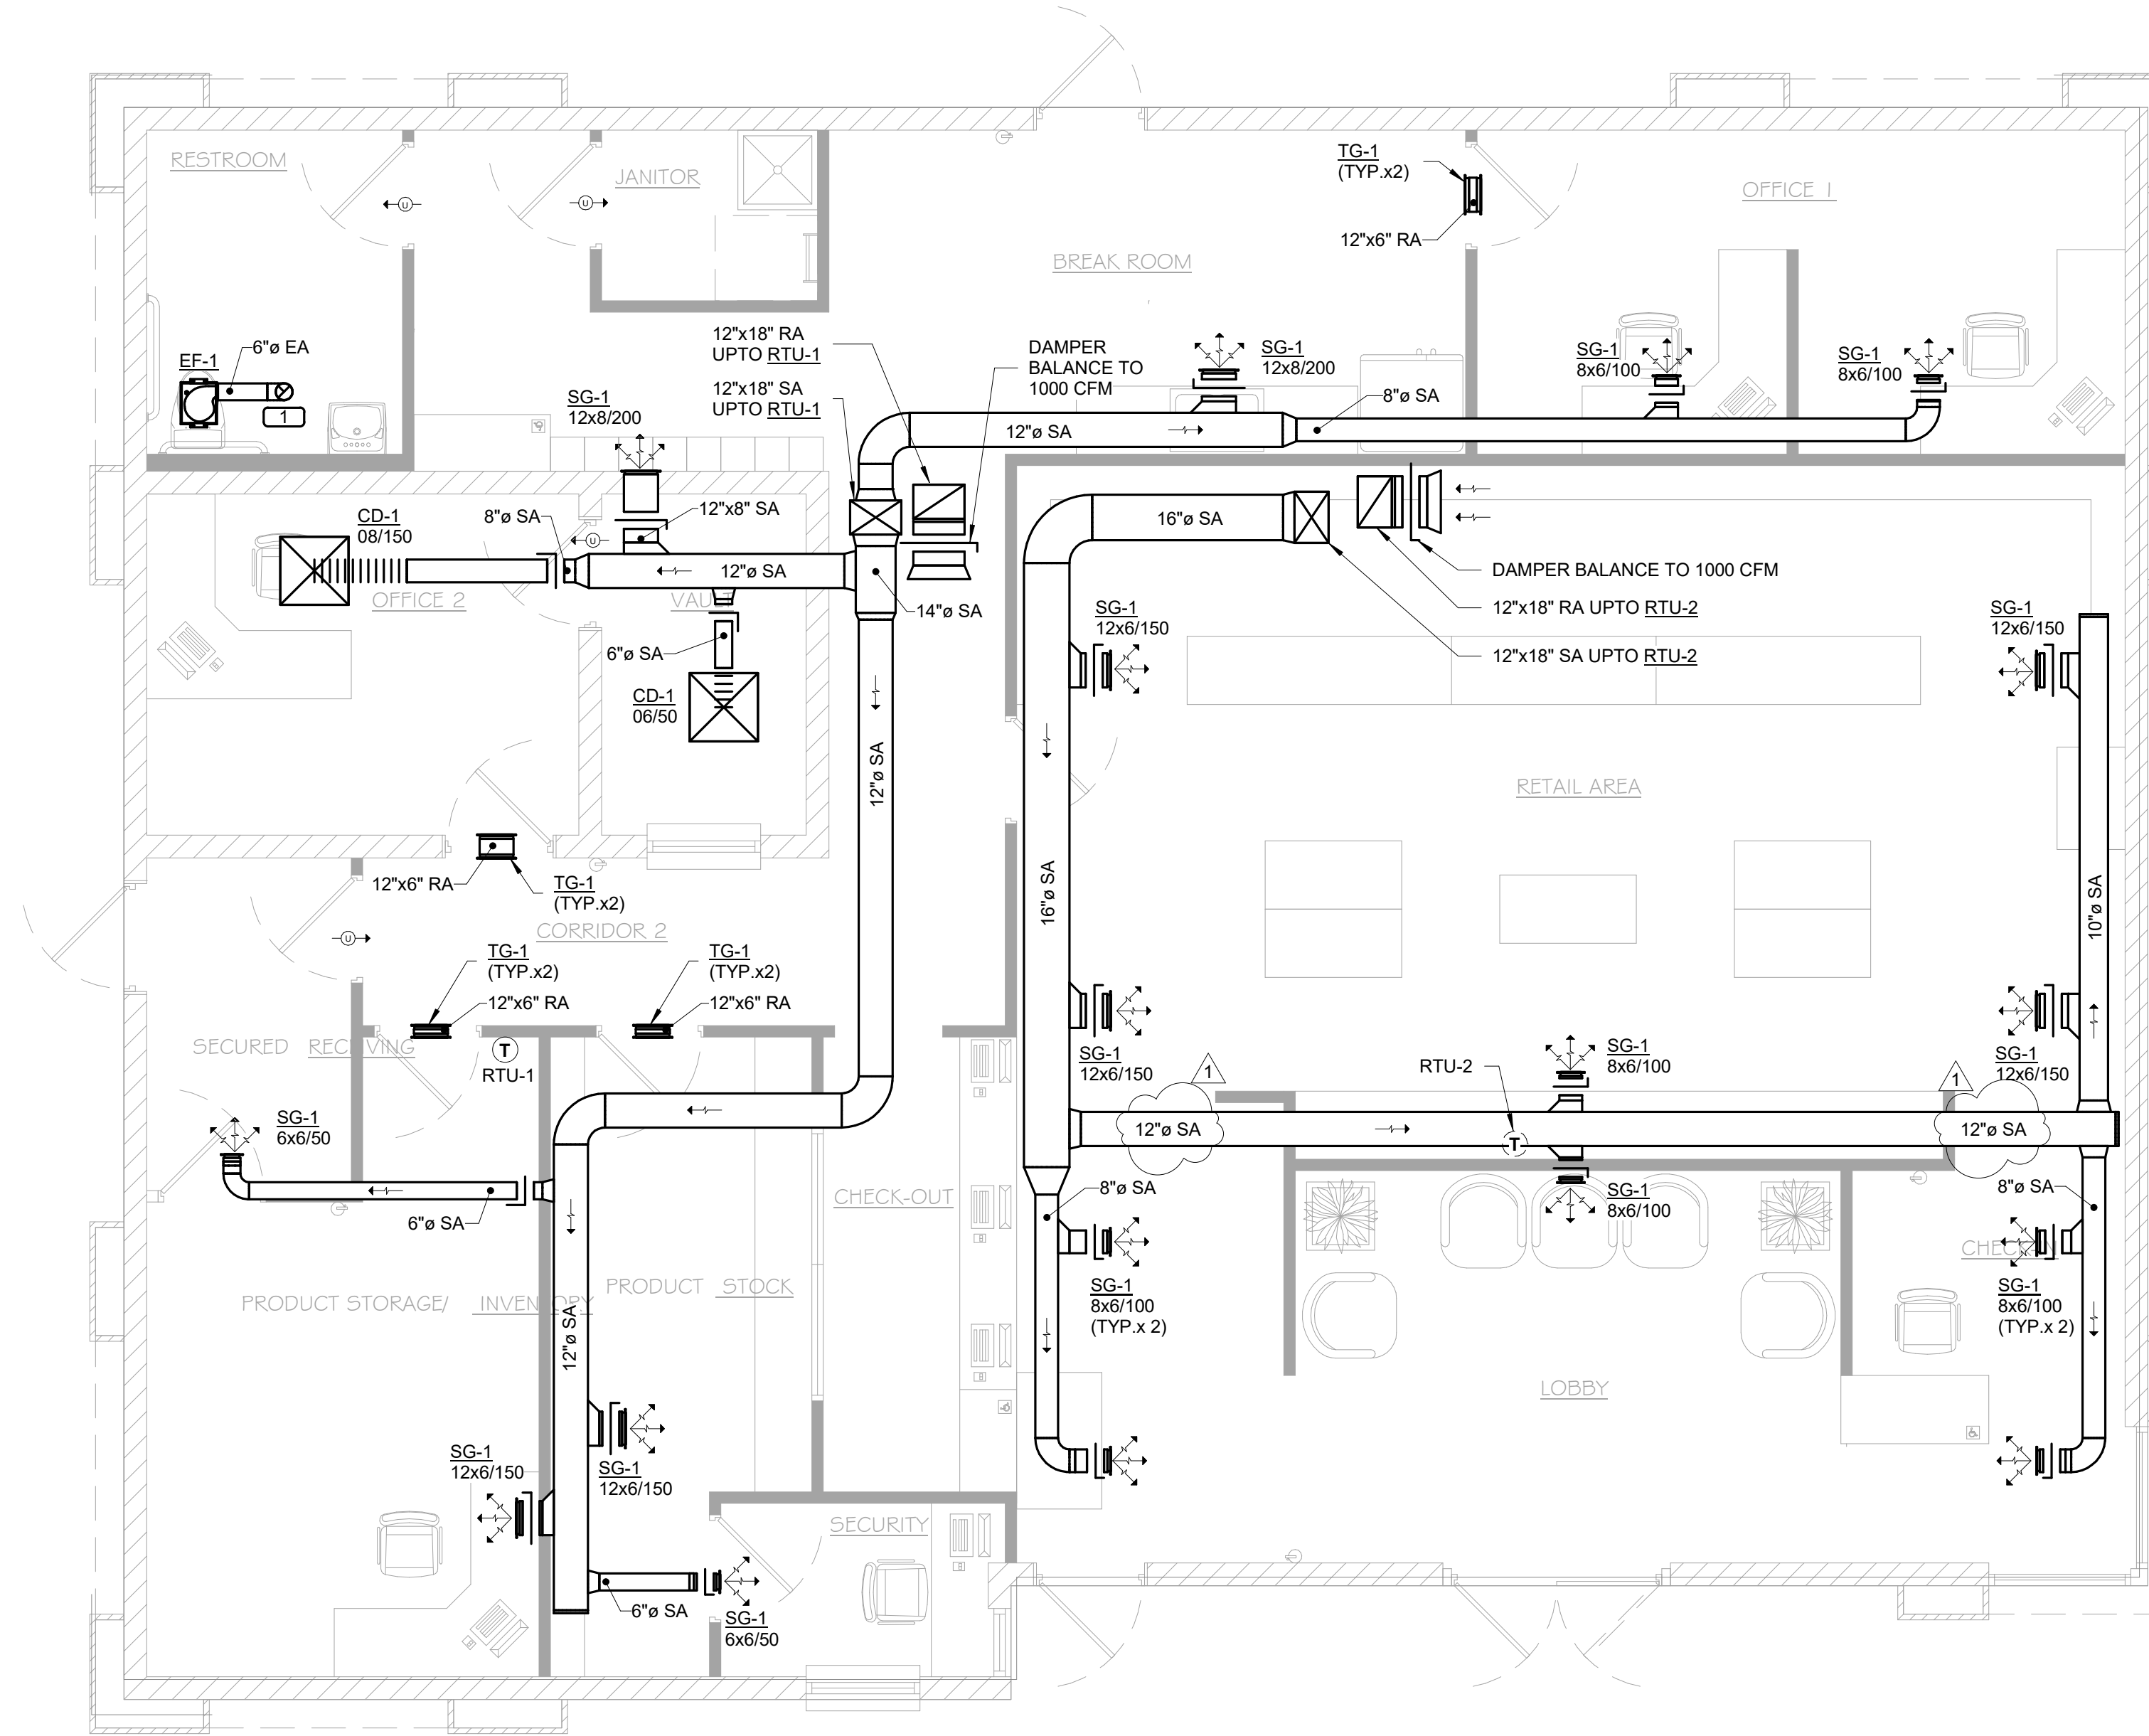 RESTROOM
JANITOR
TG-1
(TYP.x2)
12"x6" RA
OFFICE 1
BREAK ROOM
U
U
EF-1
6"ø EA
1
12"x18" RA
UPTO RTU-1
12"x18" SA
UPTO RTU-1
DAMPER
BALANCE TO
1000 CFM
SG-1
12x8/200
SG-1
12x8/200
SG-1
8x6/100
SG-1
8x6/100
8"ø SA
12"ø SA
CD-1
08/150
8"ø SA
12"x8" SA
U
12"ø SA
16"ø SA
OFFICE 2
VAULT
14"ø SA
DAMPER BALANCE TO 1000 CFM
12"x18" RA UPTO RTU-2
12"x18" SA UPTO RTU-2
SG-1
12x6/150
SG-1
12x6/150
6"ø SA
CD-1
06/50
12"ø SA
RETAIL AREA
16"ø SA
10"ø SA
12"x6" RA
TG-1
(TYP.x2)
CORRIDOR 2
U
TG-1
(TYP.x2)
12"x6" RA
TG-1
(TYP.x2)
12"x6" RA
SECURED RECEIVING
T
RTU-1
SG-1
12x6/150
1
RTU-2
T
SG-1
8x6/100
1
SG-1
12x6/150
12"ø SA
12"ø SA
SG-1
6x6/50
6"ø SA
CHECK-OUT
8"ø SA
SG-1
8x6/100
8"ø SA
CHECK-IN
PRODUCT STORAGE/ INVENTORY
PRODUCT STOCK
12"ø SA
SG-1
8x6/100
(TYP.x 2)
SG-1
8x6/100
(TYP.x 2)
LOBBY
SG-1
12x6/150
SG-1
12x6/150
SECURITY
6"ø SA
SG-1
6x6/50